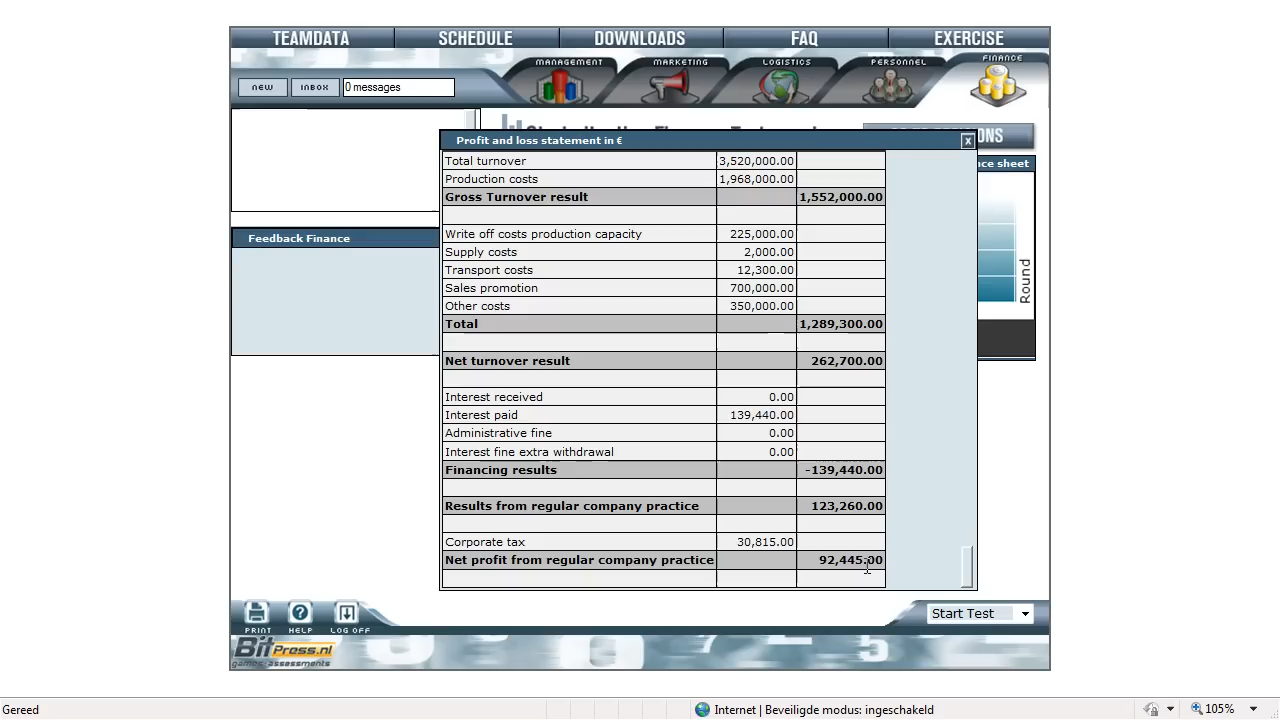 TEAMDATA SCHEDULE DOWNLOADS FAQ EXERCISE
MANAGEMENT MARKETING LOGISTICS PERSONNEL FINANCE
NEW INBOX 0 messages
Profit and loss statement in € x
Feedback Finance
Total turnover 3,520,000.00
Production costs 1,968,000.00
Gross Turnover result 1,552,000.00
Write off costs production capacity 225,000.00
Supply costs 2,000.00
Transport costs 12,300.00
Sales promotion 700,000.00
Other costs 350,000.00
Total 1,289,300.00
Net turnover result 262,700.00
Interest received 0.00
Interest paid 139,440.00
Administrative fine 0.00
Interest fine extra withdrawal 0.00
Financing results -139,440.00
Results from regular company practice 123,260.00
Corporate tax 30,815.00
Net profit from regular company practice 92,445.00
Round
PRINT HELP LOG OFF
Start Test
BitPress.nl
games assessments
Gereed Internet | Beveiligde modus: ingeschakeld 105%